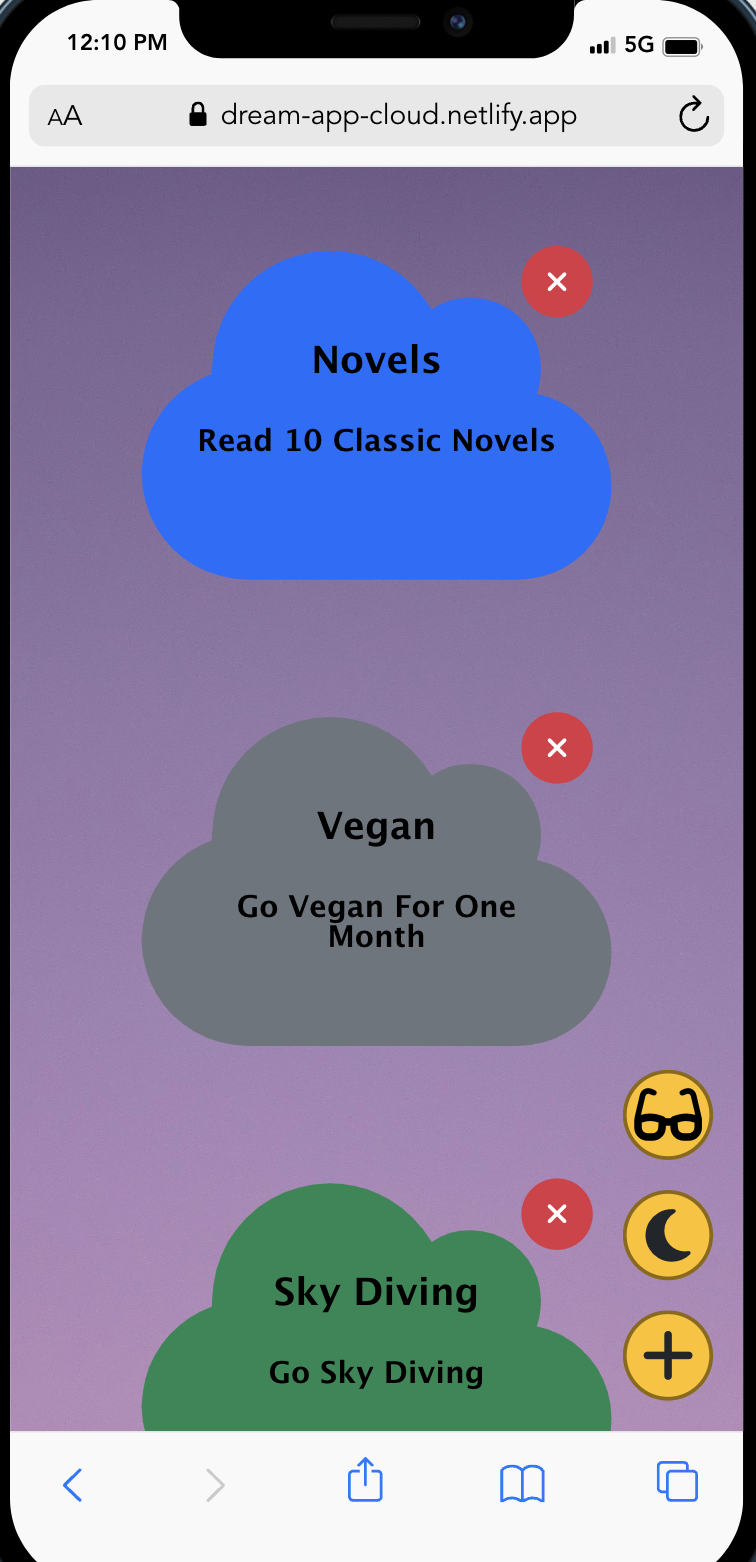 12:10 PM
5G
AA
dream-app-cloud.netlify.app
Novels
Read 10 Classic Novels
Vegan
Go Vegan For One
Month
Sky Diving
Go Sky Diving